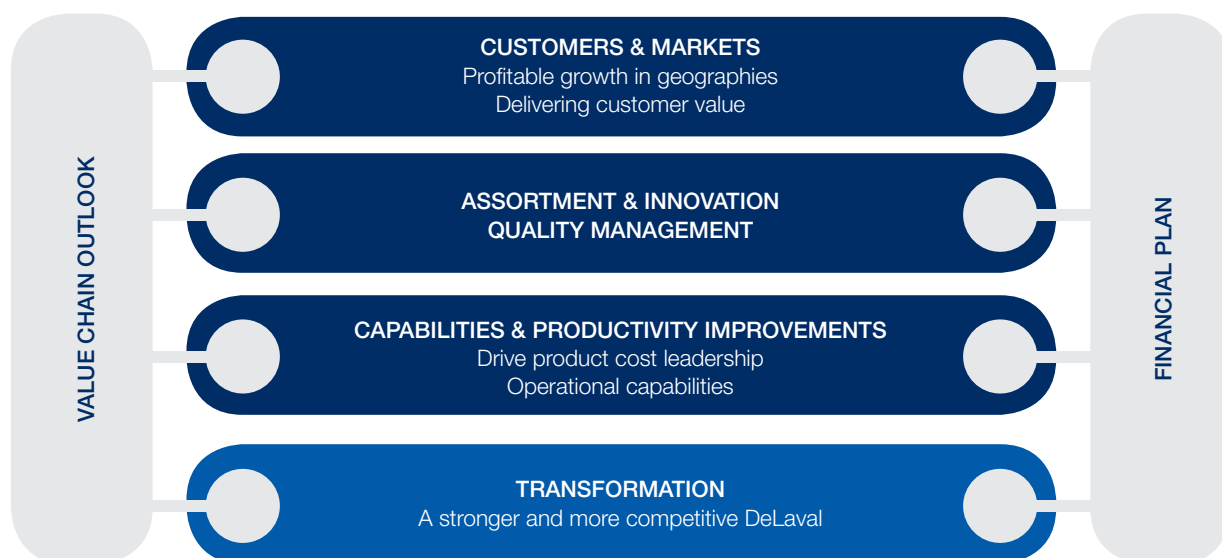 VALUE CHAIN OUTLOOK
CUSTOMERS & MARKETS
Profitable growth in geographies
Delivering customer value
ASSORTMENT & INNOVATION
QUALITY MANAGEMENT
CAPABILITIES & PRODUCTIVITY IMPROVEMENTS
Drive product cost leadership
Operational capabilities
TRANSFORMATION
A stronger and more competitive DeLaval
FINANCIAL PLAN